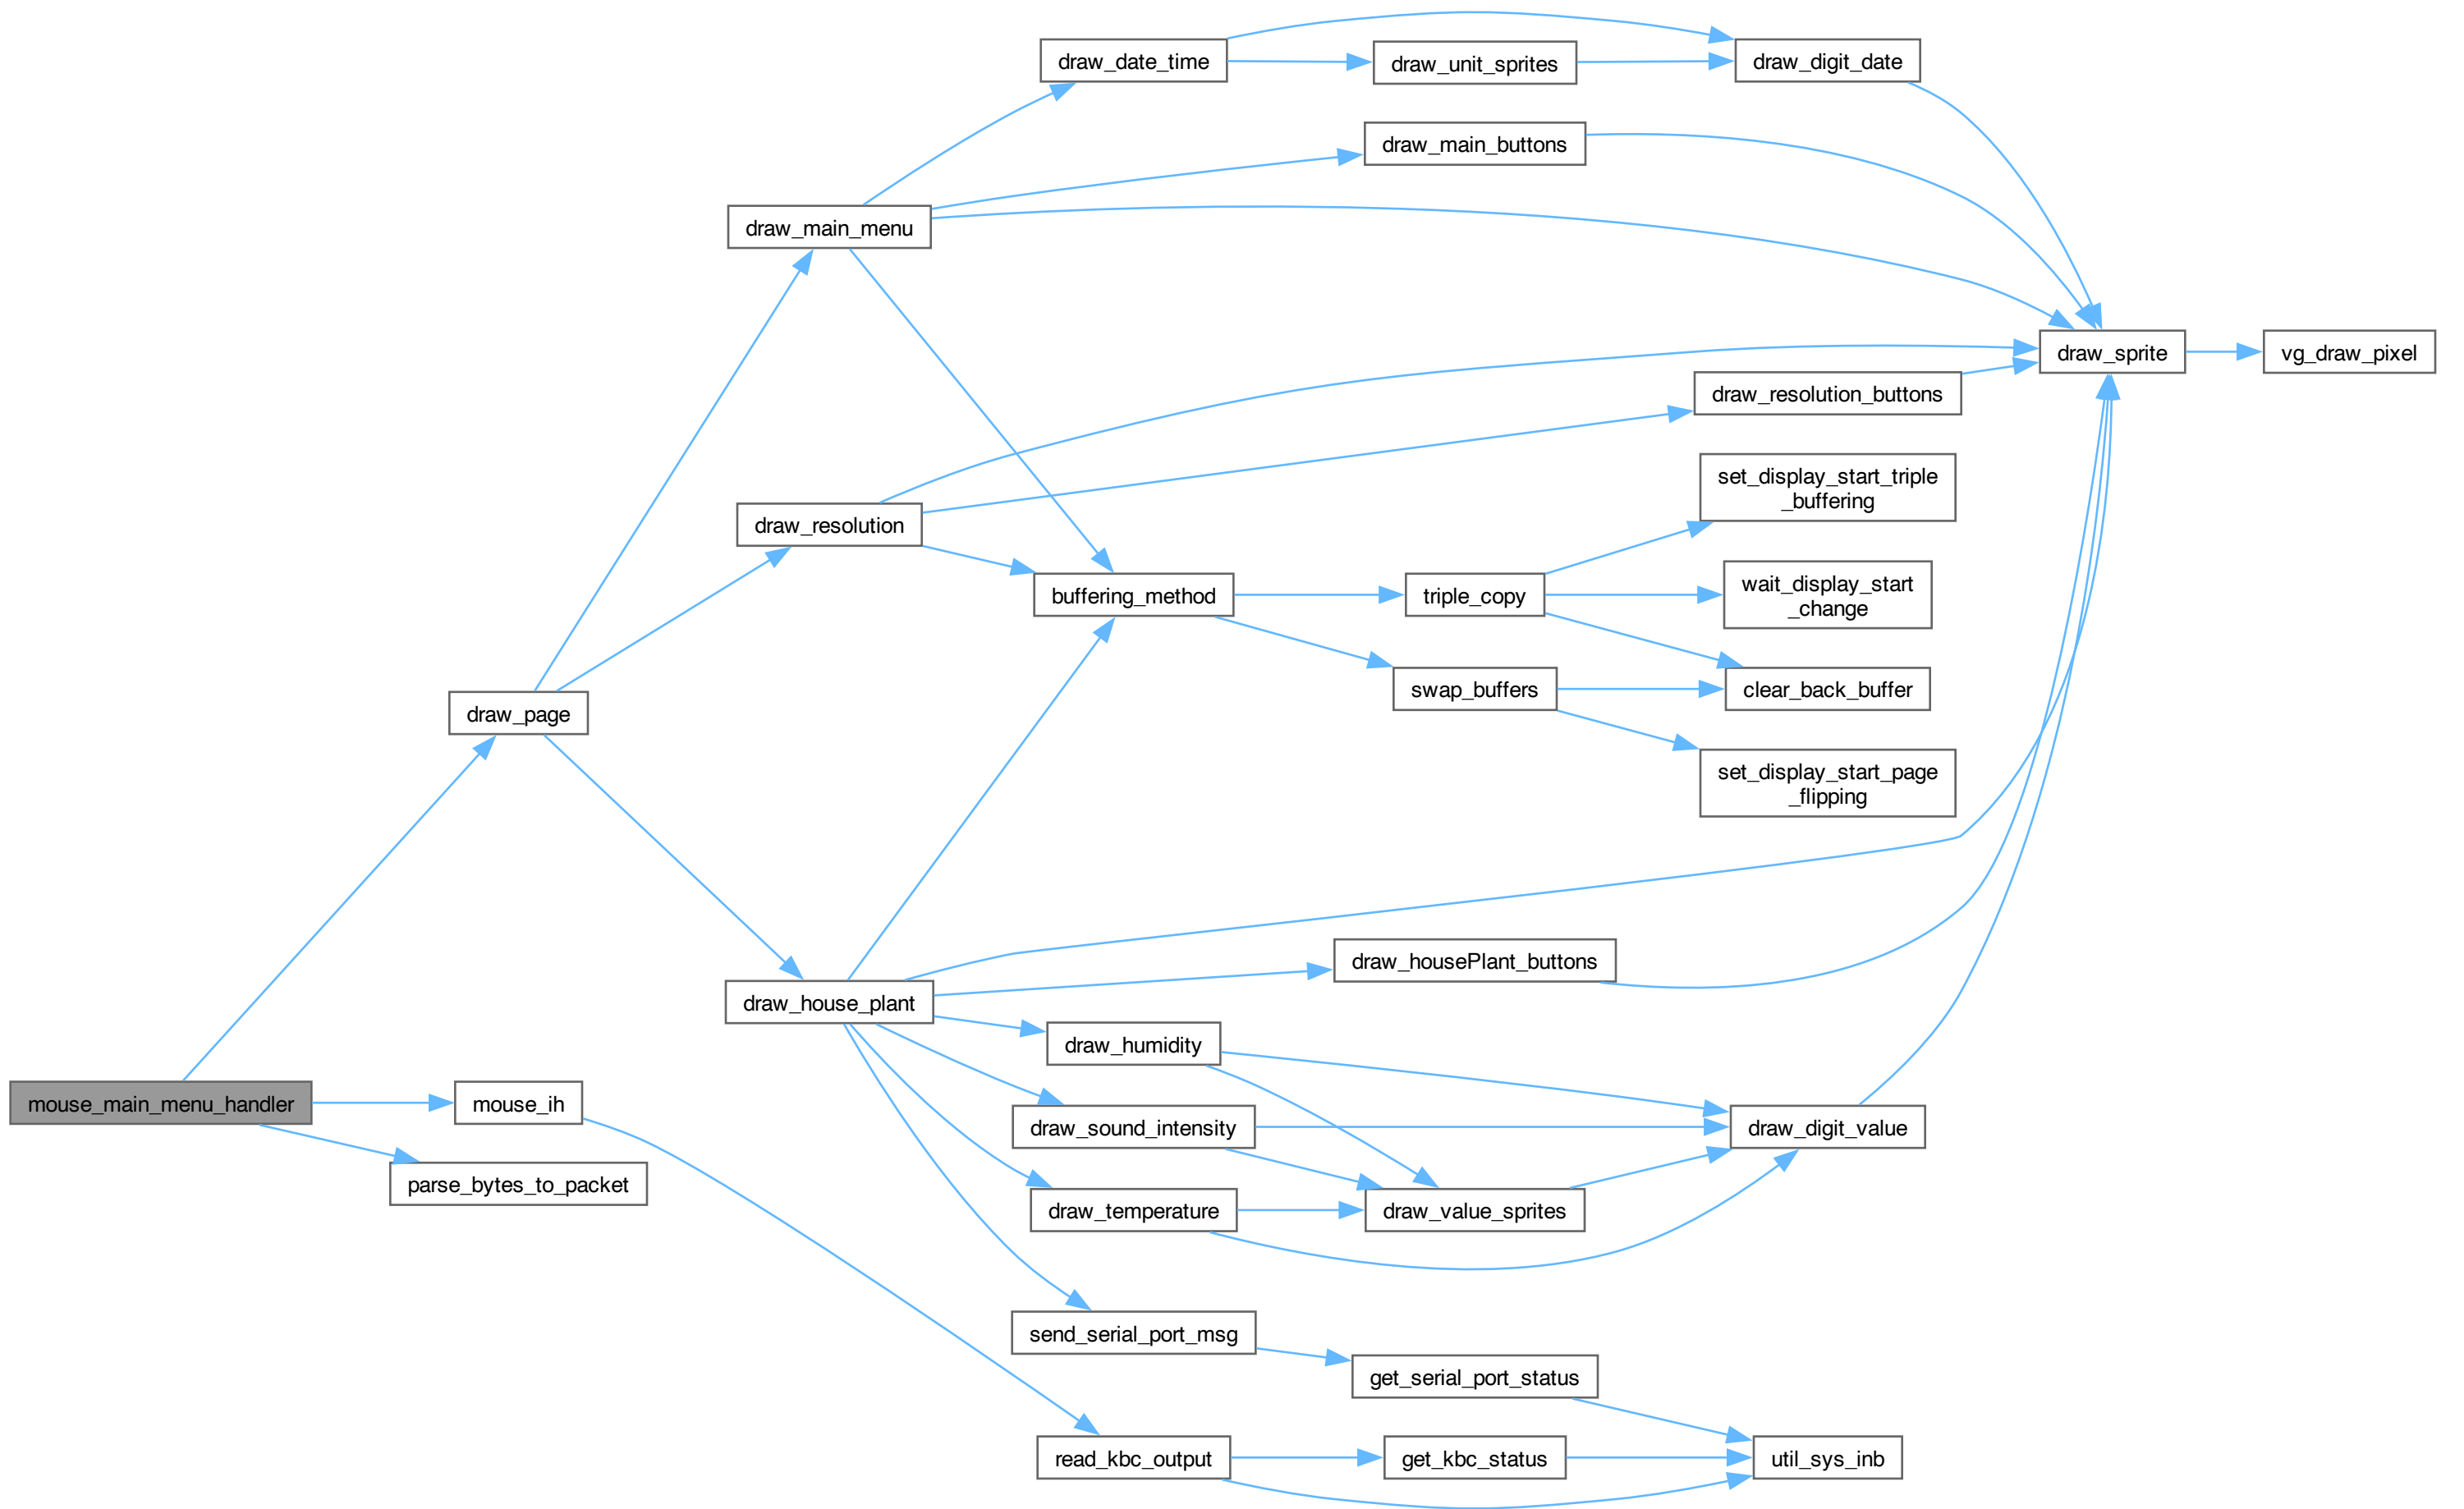 draw_date_time
draw_unit_sprites
draw_digit_date
draw_main_buttons
draw_main_menu
draw_sprite
vg_draw_pixel
draw_resolution_buttons
set_display_start_triple
_buffering
draw_resolution
buffering_method
triple_copy
wait_display_start
_change
swap_buffers
clear_back_buffer
draw_page
set_display_start_page
_flipping
draw_housePlant_buttons
draw_house_plant
draw_humidity
mouse_main_menu_handler
mouse_ih
draw_sound_intensity
draw_digit_value
parse_bytes_to_packet
draw_temperature
draw_value_sprites
send_serial_port_msg
get_serial_port_status
read_kbc_output
get_kbc_status
util_sys_inb